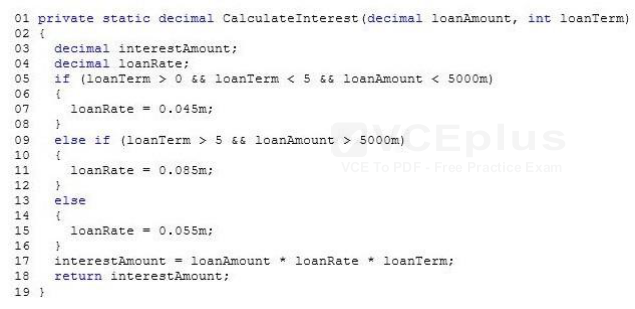 01 private static decimal CalculateInterest(decimal loanAmount, int loanTerm)
02 {
03   decimal interestAmount;
04   decimal loanRate;
05   if (loanTerm > 0 && loanTerm < 5 && loanAmount < 5000m)
06   {
07     loanRate = 0.045m;
08   }
09   else if (loanTerm > 5 && loanAmount > 5000m)
10   {
11     loanRate = 0.085m;
12   }
13   else
14   {
15     loanRate = 0.055m;
16   }
17   interestAmount = loanAmount * loanRate * loanTerm;
18   return interestAmount;
19 }
VCEplus
VCE To PDF - Free Practice Exam